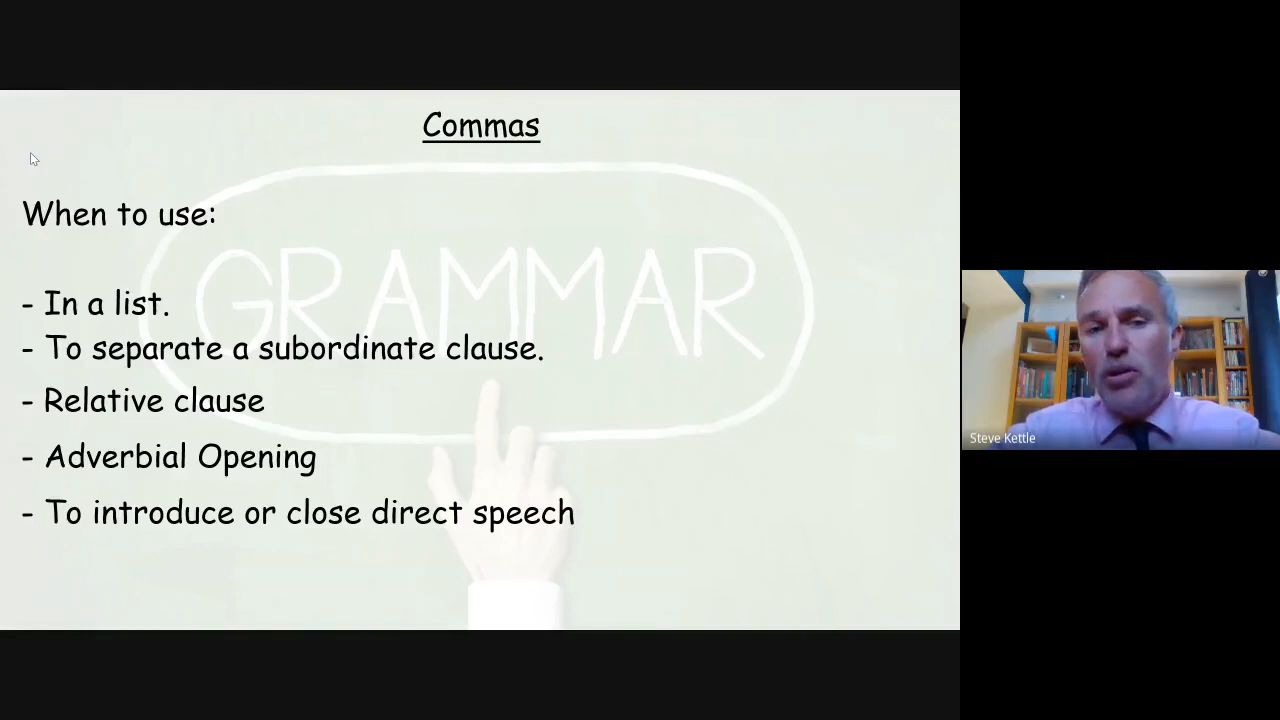 Commas
When to use:
GRAMMAR
- In a list.
- To separate a subordinate clause.
- Relative clause
- Adverbial Opening
- To introduce or close direct speech
Steve Kettle